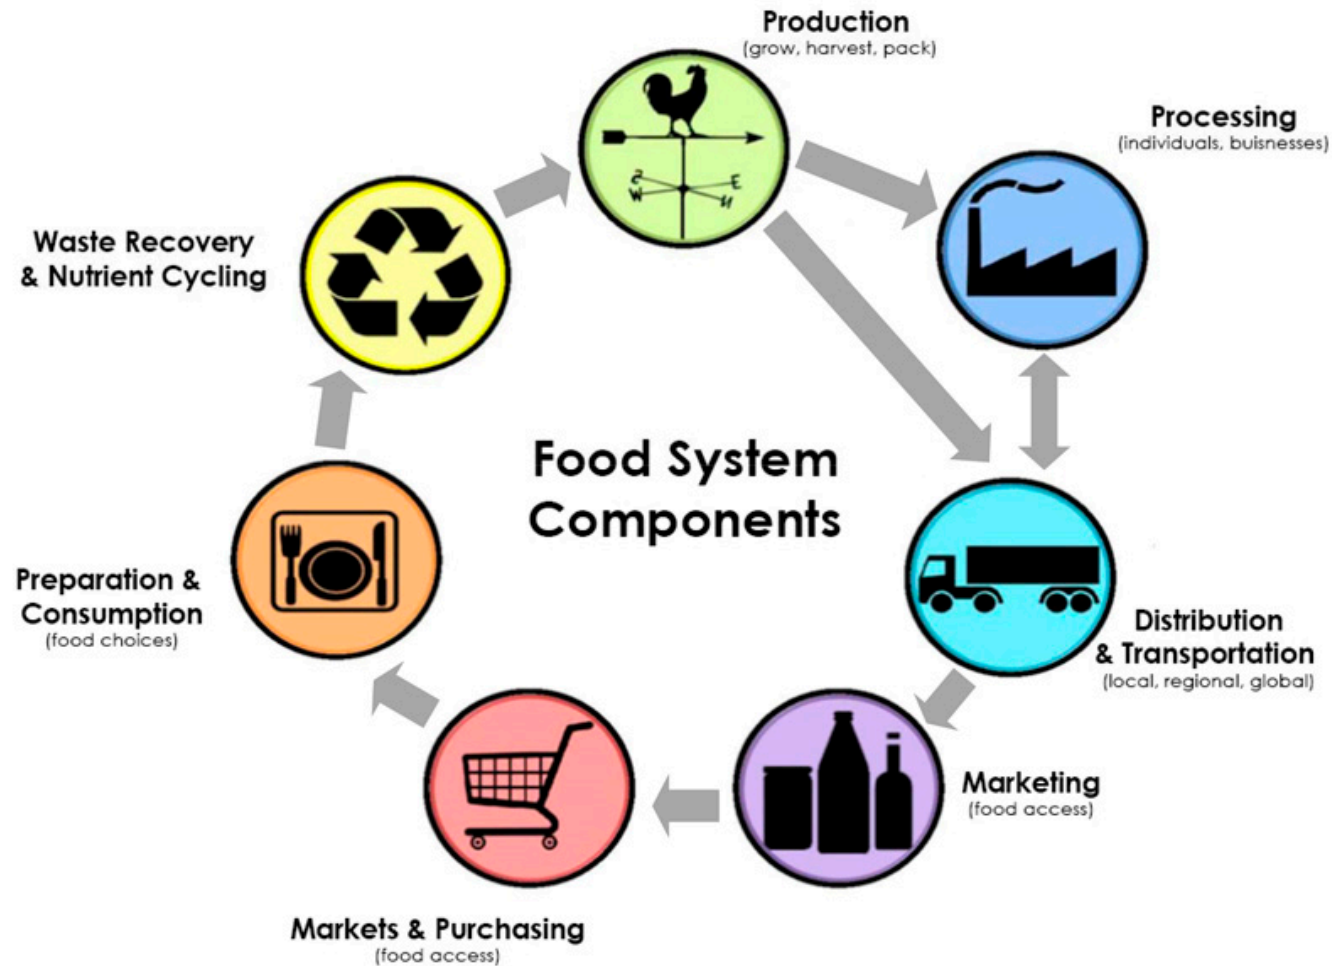 Production
(grow, harvest, pack)
Processing
(individuals, buisnesses)
Waste Recovery
& Nutrient Cycling
S
E
W
N
Food System
Components
Preparation &
Consumption
(food choices)
Distribution
& Transportation
(local, regional, global)
Marketing
(food access)
Markets & Purchasing
(food access)